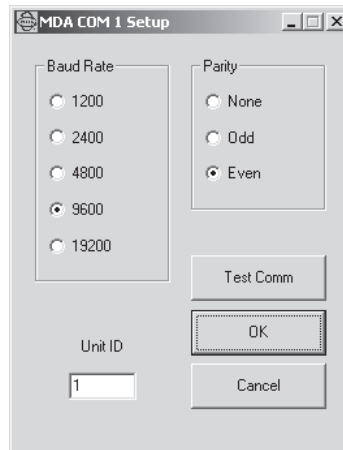 MDA COM 1 Setup
Baud Rate
1200
2400
4800
9600
19200
Parity
None
Odd
Even
Test Comm
OK
Cancel
Unit ID
1